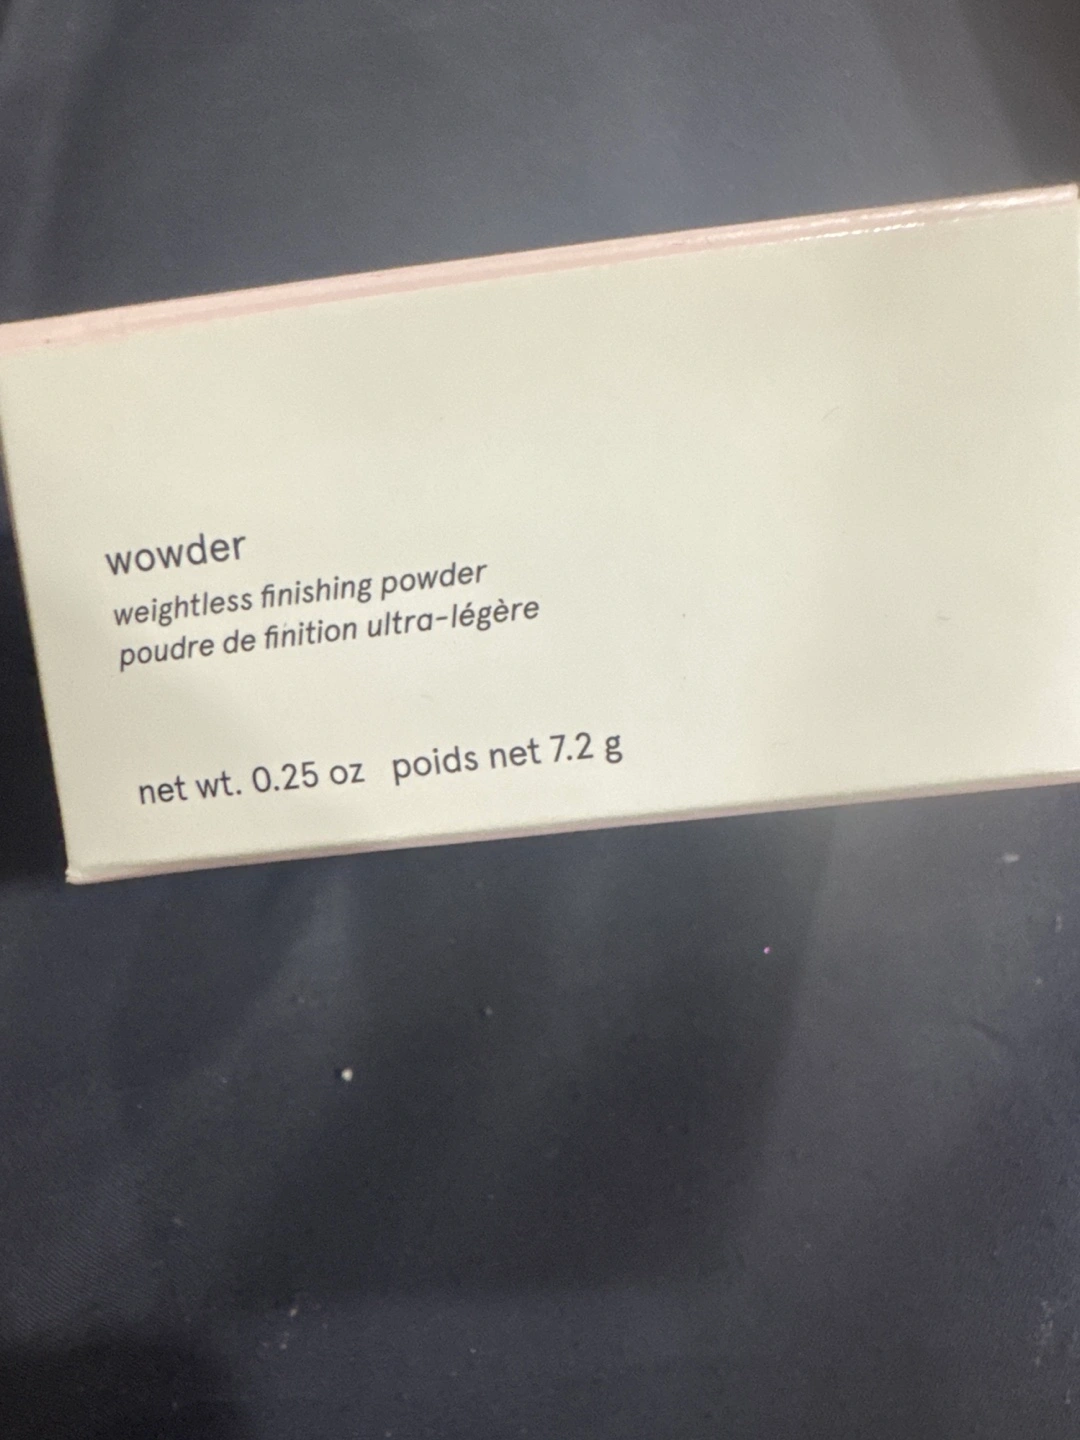 wowder
weightless finishing powder
poudre de finition ultra-légère
net wt. 0.25 oz poids net 7.2 g